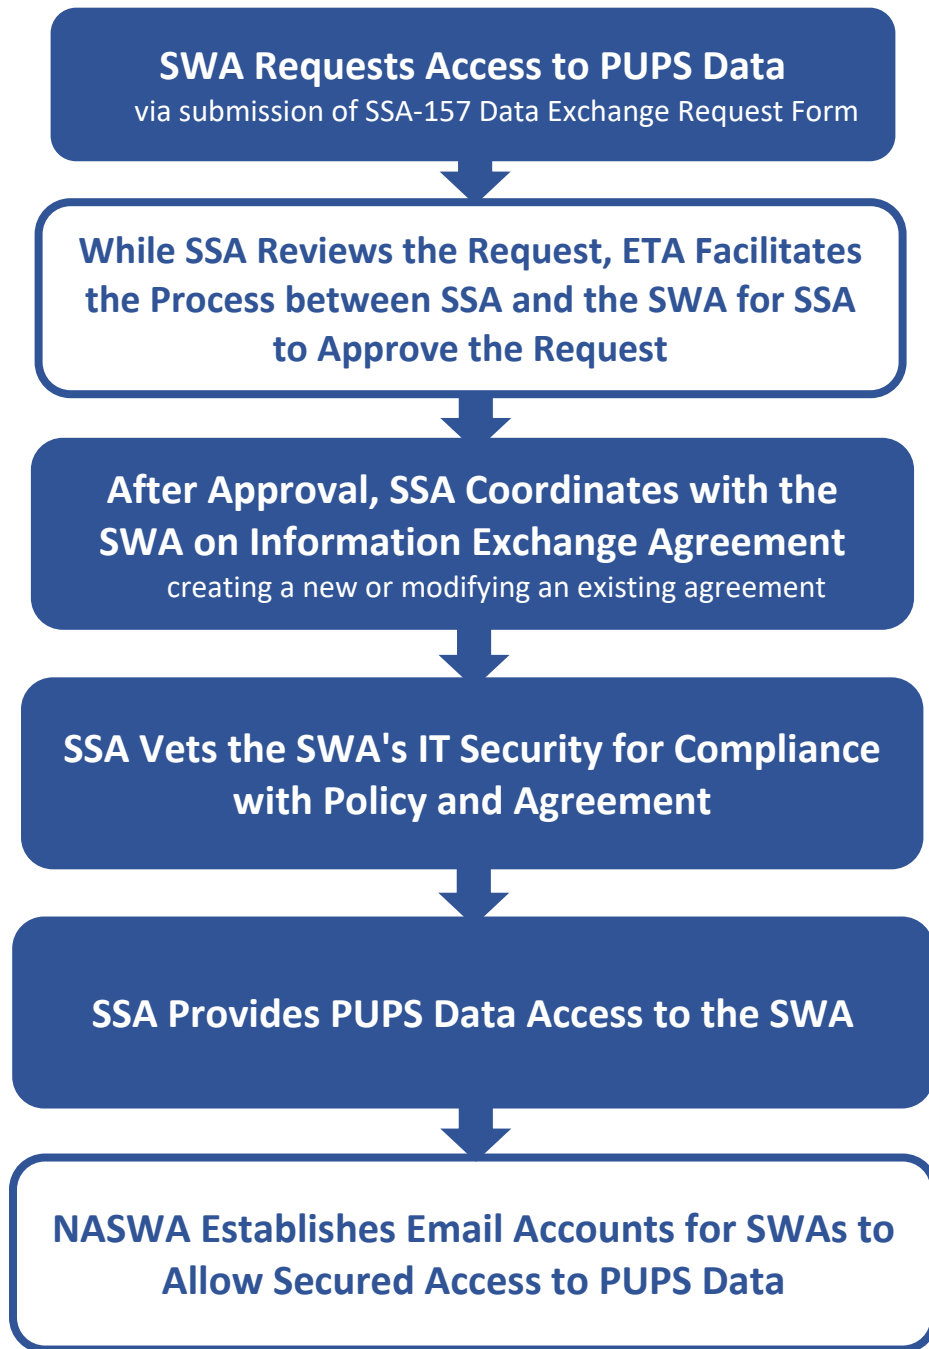 SWA Requests Access to PUPS Data
via submission of SSA-157 Data Exchange Request Form
While SSA Reviews the Request, ETA Facilitates
the Process between SSA and the SWA for SSA
to Approve the Request
After Approval, SSA Coordinates with the
SWA on Information Exchange Agreement
creating a new or modifying an existing agreement
SSA Vets the SWA's IT Security for Compliance
with Policy and Agreement
SSA Provides PUPS Data Access to the SWA
NASWA Establishes Email Accounts for SWAs to
Allow Secured Access to PUPS Data